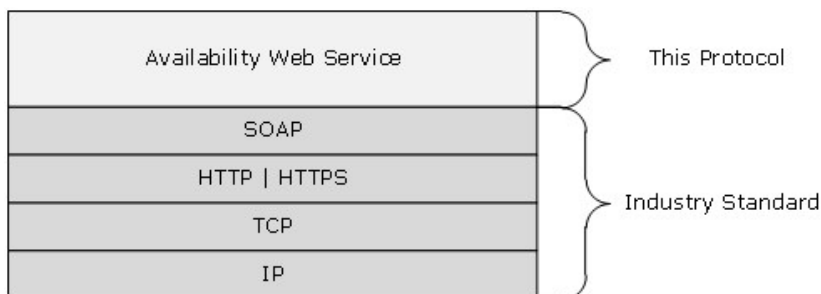 Availability Web Service
This Protocol
SOAP
HTTP | HTTPS
Industry Standard
TCP
IP